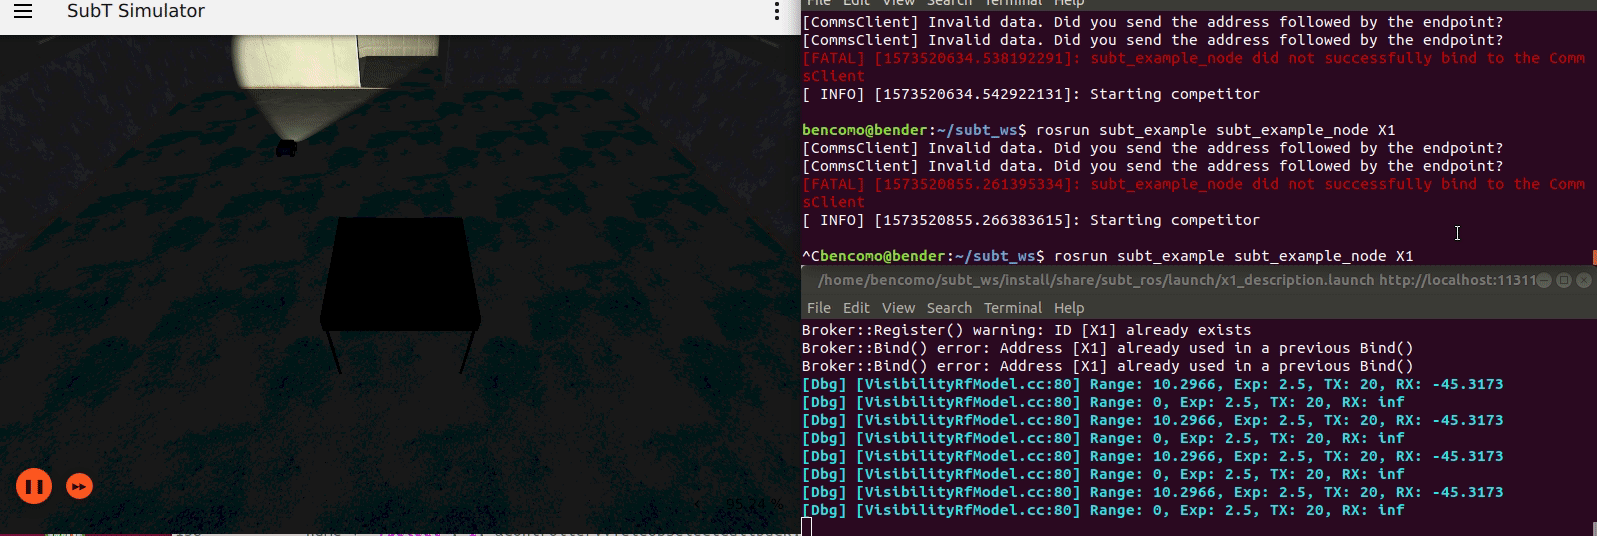 SubT Simulator
95.24 %
File Edit View Search Terminal Help
[CommsClient] Invalid data. Did you send the address followed by the endpoint?
[CommsClient] Invalid data. Did you send the address followed by the endpoint?
[FATAL] [1573520634.538192291]: subt_example_node did not successfully bind to the Comm
sClient
[ INFO] [1573520634.542922131]: Starting competitor
bencomo@bender:~/subt_ws$ rosrun subt_example subt_example_node X1
[CommsClient] Invalid data. Did you send the address followed by the endpoint?
[CommsClient] Invalid data. Did you send the address followed by the endpoint?
[FATAL] [1573520855.261395334]: subt_example_node did not successfully bind to the Comm
sClient
[ INFO] [1573520855.266383615]: Starting competitor
^Cbencomo@bender:~/subt_ws$ rosrun subt_example subt_example_node X1
/home/bencomo/subt_ws/install/share/subt_ros/launch/x1_description.launch http://localhost:11311
File Edit View Search Terminal Help
Broker::Register() warning: ID [X1] already exists
Broker::Bind() error: Address [X1] already used in a previous Bind()
Broker::Bind() error: Address [X1] already used in a previous Bind()
[Dbg] [VisibilityRfModel.cc:80] Range: 10.2966, Exp: 2.5, TX: 20, RX: -45.3173
[Dbg] [VisibilityRfModel.cc:80] Range: 0, Exp: 2.5, TX: 20, RX: inf
[Dbg] [VisibilityRfModel.cc:80] Range: 10.2966, Exp: 2.5, TX: 20, RX: -45.3173
[Dbg] [VisibilityRfModel.cc:80] Range: 0, Exp: 2.5, TX: 20, RX: inf
[Dbg] [VisibilityRfModel.cc:80] Range: 10.2966, Exp: 2.5, TX: 20, RX: -45.3173
[Dbg] [VisibilityRfModel.cc:80] Range: 0, Exp: 2.5, TX: 20, RX: inf
[Dbg] [VisibilityRfModel.cc:80] Range: 10.2966, Exp: 2.5, TX: 20, RX: -45.3173
[Dbg] [VisibilityRfModel.cc:80] Range: 0, Exp: 2.5, TX: 20, RX: inf